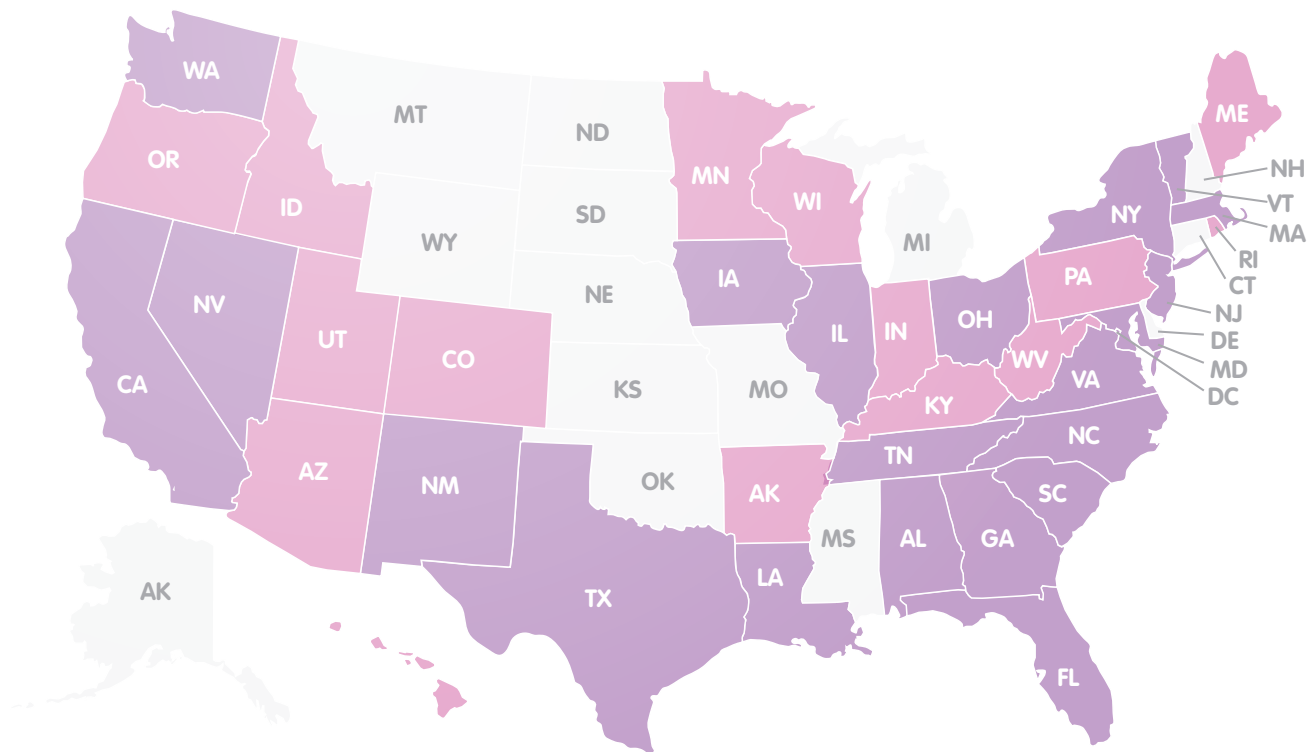 WA
MT
ND
OR
ID
MN
WI
ME
NH
VT
MA
RI
CT
NJ
DE
MD
DC
NY
PA
SD
WY
MI
IA
NE
NV
UT
CO
CA
IL
IN
OH
WV
VA
KS
MO
KY
NC
TN
AZ
NM
OK
AK
SC
MS
AL
GA
LA
TX
AK
FL